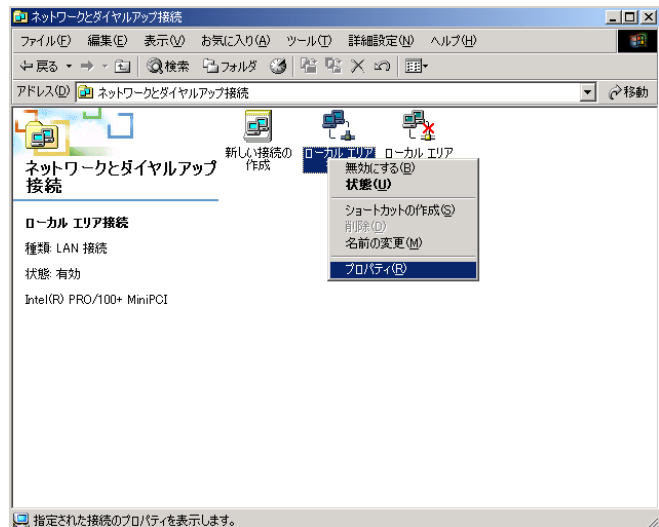 ネットワークとダイヤルアップ接続
ファイル(F) 編集(E) 表示(V) お気に入り(A) ツール(T) 詳細設定(N) ヘルプ(H)
戻る 検索 フォルダ
アドレス(D) ネットワークとダイヤルアップ接続 移動
ネットワークとダイヤルアップ
接続
ローカル エリア接続
種類: LAN 接続
状態: 有効
Intel(R) PRO/100+ MiniPCI
新しい接続の
作成
ローカル エリア
ローカル エリア
無効にする(B)
状態(U)
ショートカットの作成(S)
削除(D)
名前の変更(M)
プロパティ(R)
指定された接続のプロパティを表示します。